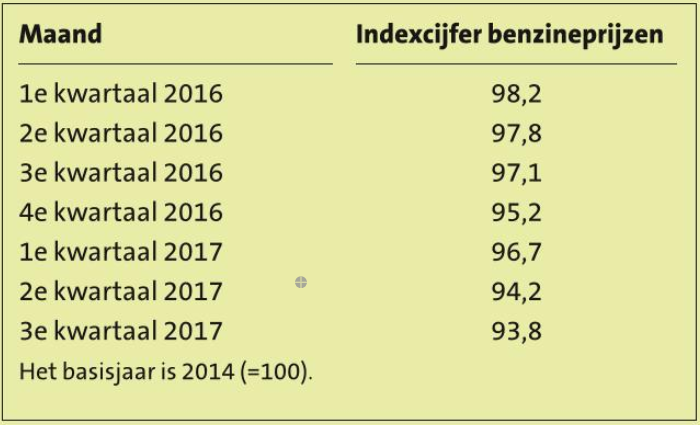 Maand Indexcijfer benzineprijzen
1e kwartaal 2016 98,2
2e kwartaal 2016 97,8
3e kwartaal 2016 97,1
4e kwartaal 2016 95,2
1e kwartaal 2017 96,7
2e kwartaal 2017 94,2
3e kwartaal 2017 93,8
Het basisjaar is 2014 (=100).